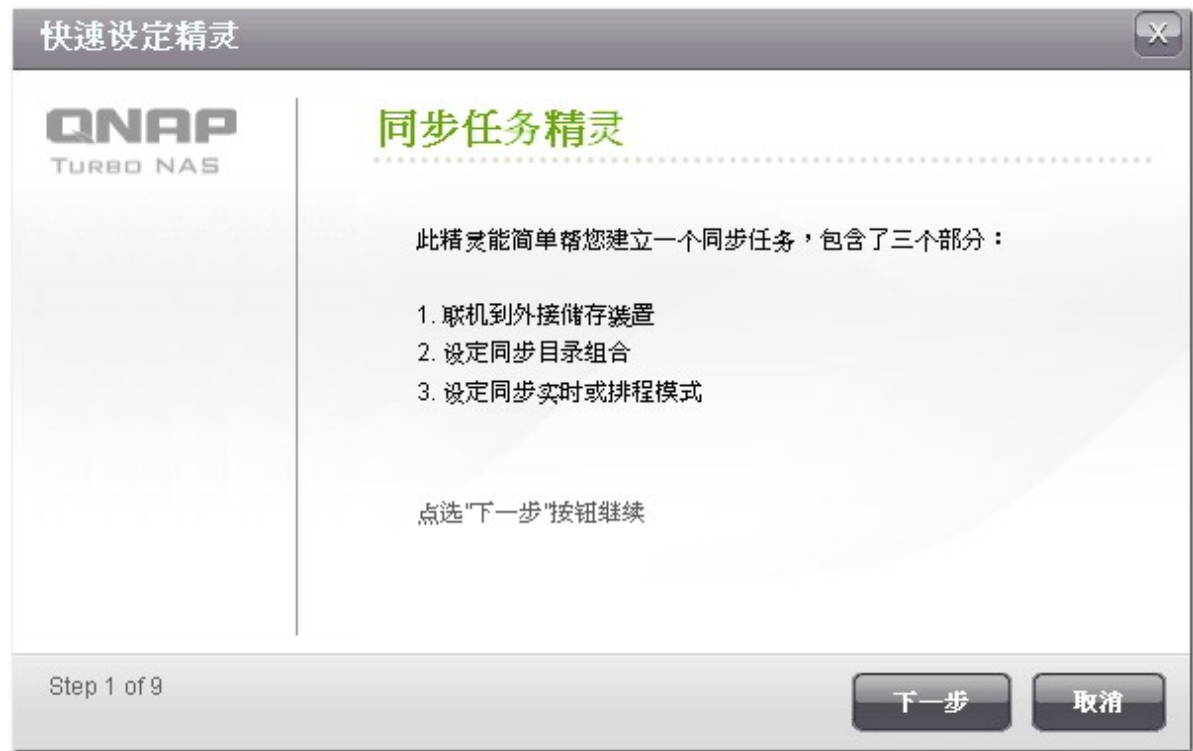 快速设定精灵
X
QNAP
TURBO NAS
同步任务精灵
此精灵能简单帮您建立一个同步任务，包含了三个部分：
1. 联机到外接储存装置
2. 设定同步目录组合
3. 设定同步实时或排程模式
点选"下一步"按钮继续
Step 1 of 9
下一步
取消